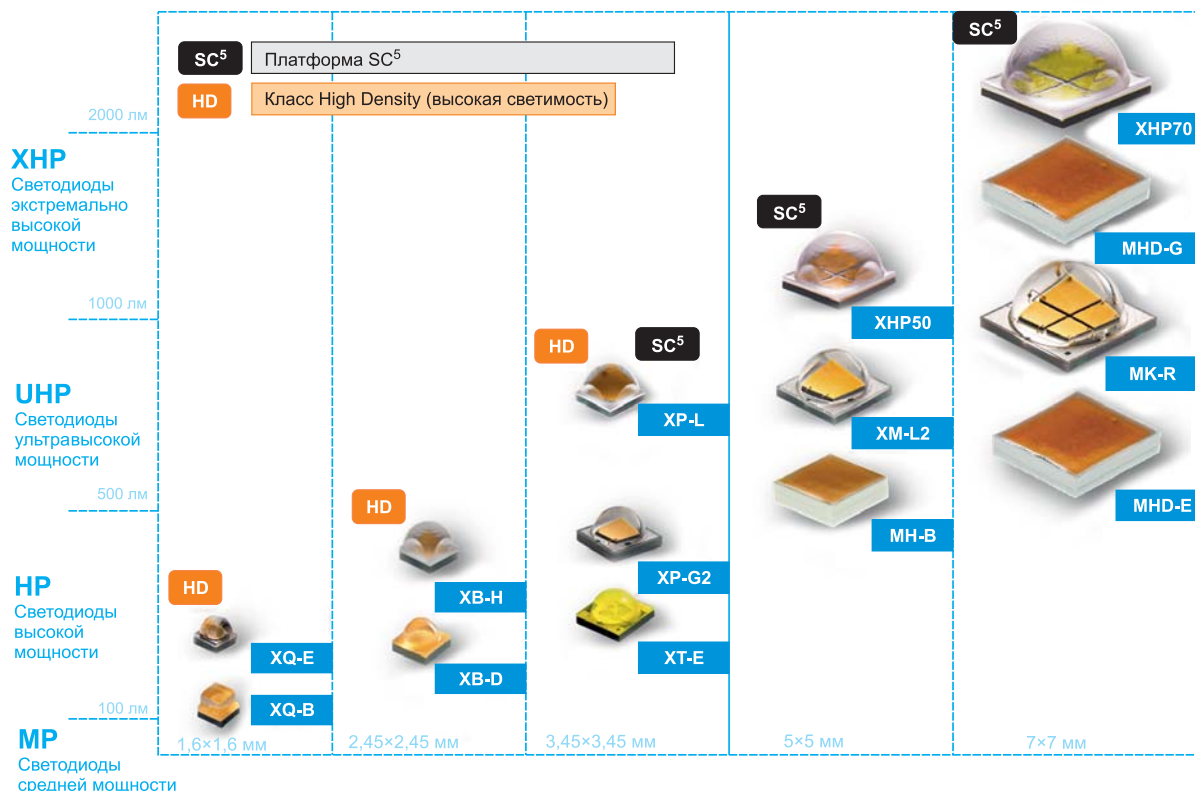 SC⁵ Платформа SC⁵
HD Класс High Density (высокая светимость)
2000 лм
XHP
Светодиоды
экстремально
высокой
мощности
1000 лм
UHP
Светодиоды
ультравысокой
мощности
500 лм
HP
Светодиоды
высокой
мощности
100 лм
MP
Светодиоды
средней мощности
HD
XQ-E
XQ-B
1,6×1,6 мм
HD
XB-H
XB-D
2,45×2,45 мм
HD SC⁵
XP-L
XP-G2
XT-E
3,45×3,45 мм
SC⁵
XHP50
XM-L2
MH-B
5×5 мм
SC⁵
XHP70
MHD-G
MK-R
MHD-E
7×7 мм